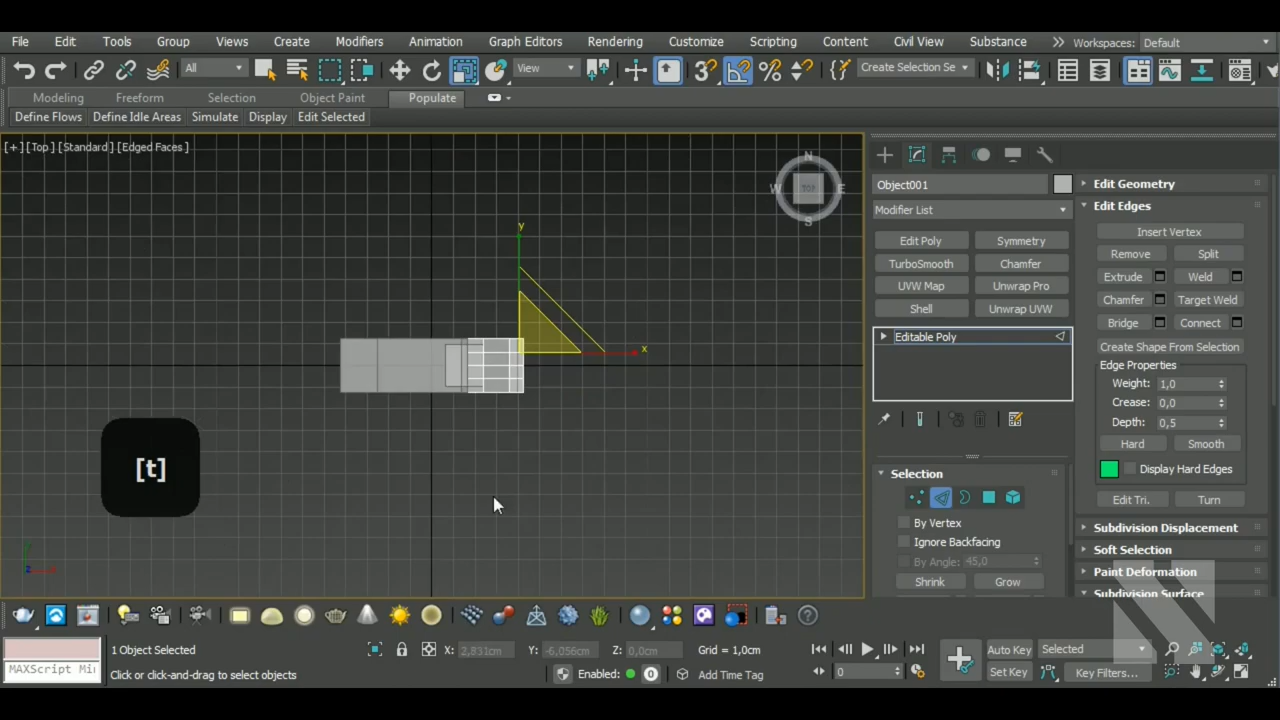 File Edit Tools Group Views Create Modifiers Animation Graph Editors Rendering Customize Scripting Content Civil View Substance Workspaces: Default
All View Create Selection Se
Modeling Freeform Selection Object Paint Populate
Define Flows Define Idle Areas Simulate Display Edit Selected
[+] [Top] [Standard] [Edged Faces]
N
W E
S
TOP
y
x
[t]
Object001
Modifier List
Edit Poly Symmetry
TurboSmooth Chamfer
UVW Map Unwrap Pro
Shell Unwrap UVW
Editable Poly
Selection
By Vertex
Ignore Backfacing
By Angle: 45,0
Shrink Grow
Edit Geometry
Edit Edges
Insert Vertex
Remove Split
Extrude Weld
Chamfer Target Weld
Bridge Connect
Create Shape From Selection
Edge Properties
Weight: 1,0
Crease: 0,0
Depth: 0,5
Hard Smooth
Display Hard Edges
Edit Tri. Turn
Subdivision Displacement
Soft Selection
Paint Deformation
Subdivision Surface
1 Object Selected X: 2,831cm Y: -6,056cm Z: 0,0cm Grid = 1,0cm Auto Key Selected
MAXScript Mi Click or click-and-drag to select objects Enabled: 0 Add Time Tag 0 Set Key Key Filters...